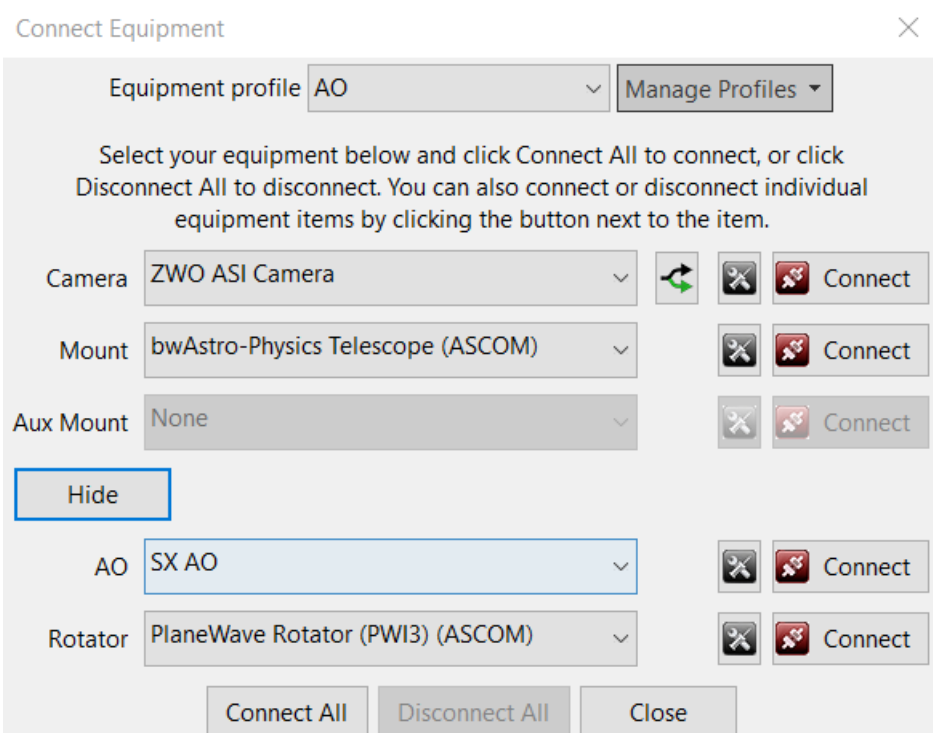 Connect Equipment
Equipment profile AO Manage Profiles
Select your equipment below and click Connect All to connect, or click
Disconnect All to disconnect. You can also connect or disconnect individual
equipment items by clicking the button next to the item.
Camera ZWO ASI Camera Connect
Mount bwAstro-Physics Telescope (ASCOM) Connect
Aux Mount None Connect
Hide
AO SX AO Connect
Rotator PlaneWave Rotator (PWI3) (ASCOM) Connect
Connect All Disconnect All Close